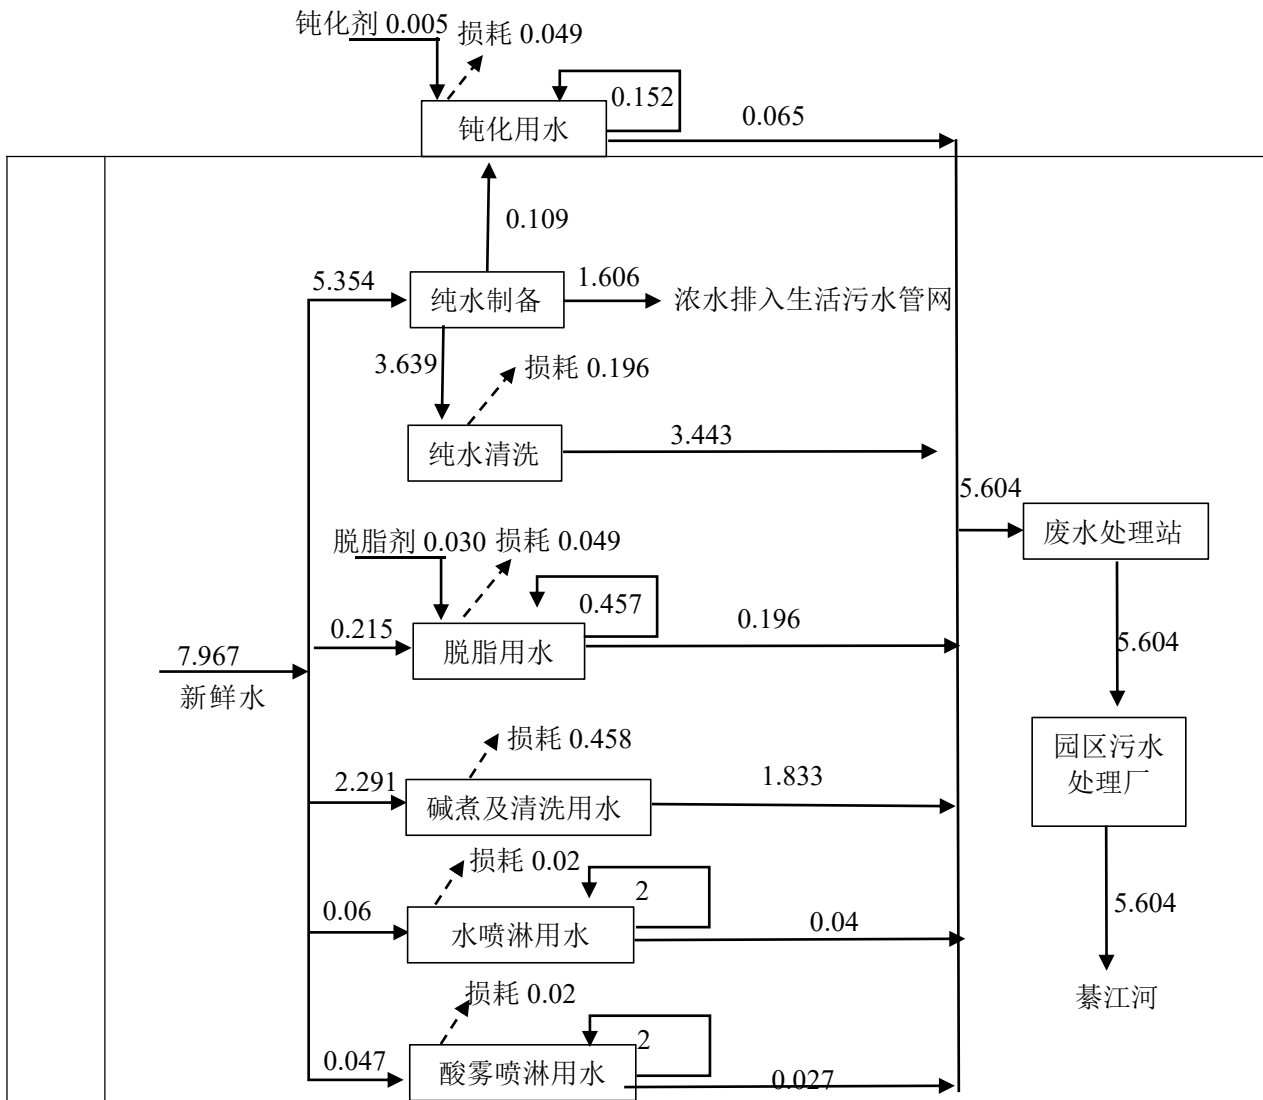 钝化剂 0.005
损耗 0.049
0.152
钝化用水
0.065
0.109
5.354
纯水制备
1.606
浓水排入生活污水管网
3.639
损耗 0.196
纯水清洗
3.443
5.604
废水处理站
脱脂剂 0.030
损耗 0.049
0.457
0.215
脱脂用水
0.196
5.604
7.967
新鲜水
损耗 0.458
2.291
碱煮及清洗用水
1.833
园区污水
处理厂
损耗 0.02
2
0.06
水喷淋用水
0.04
5.604
綦江河
损耗 0.02
2
0.047
酸雾喷淋用水
0.027